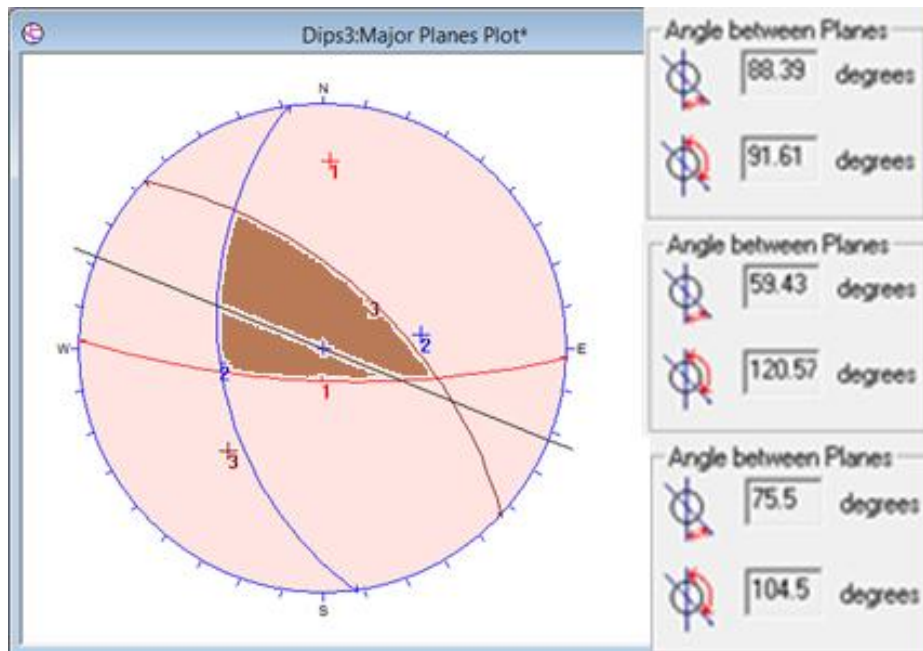 Dips3:Major Planes Plot*
N
1
1
2
W
E
2
1
3
S
Angle between Planes
88.39 degrees
91.61 degrees
Angle between Planes
59.43 degrees
120.57 degrees
Angle between Planes
75.5 degrees
104.5 degrees